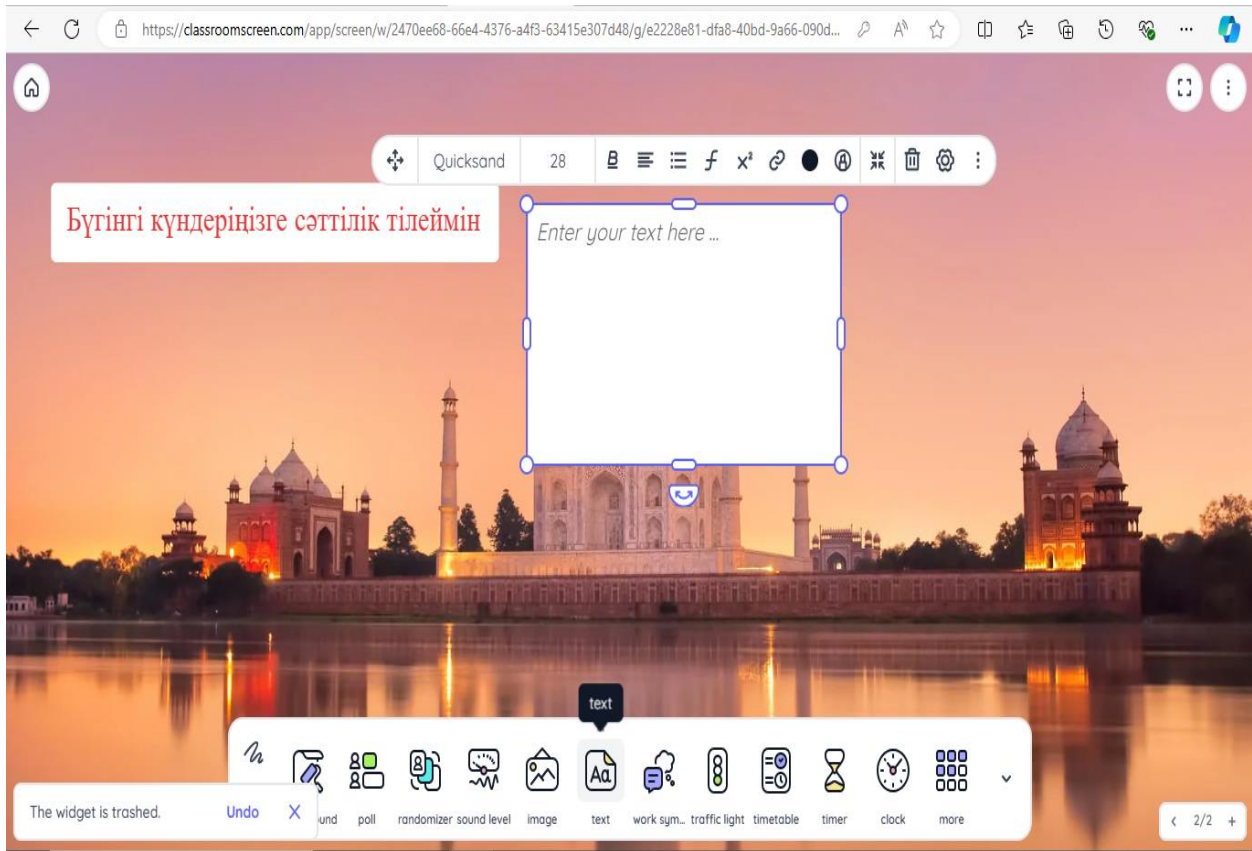 https://classroomscreen.com/app/screen/w/2470ee68-66e4-4376-a4f3-63415e307d48/g/e2228e81-dfa8-40bd-9a66-090d...
Quicksand 28
Бүгінгі күндеріңізге сәттілік тілеймін
Enter your text here ...
text
The widget is trashed. Undo X
und poll randomizer sound level image text work sym... traffic light timetable timer clock more
2/2